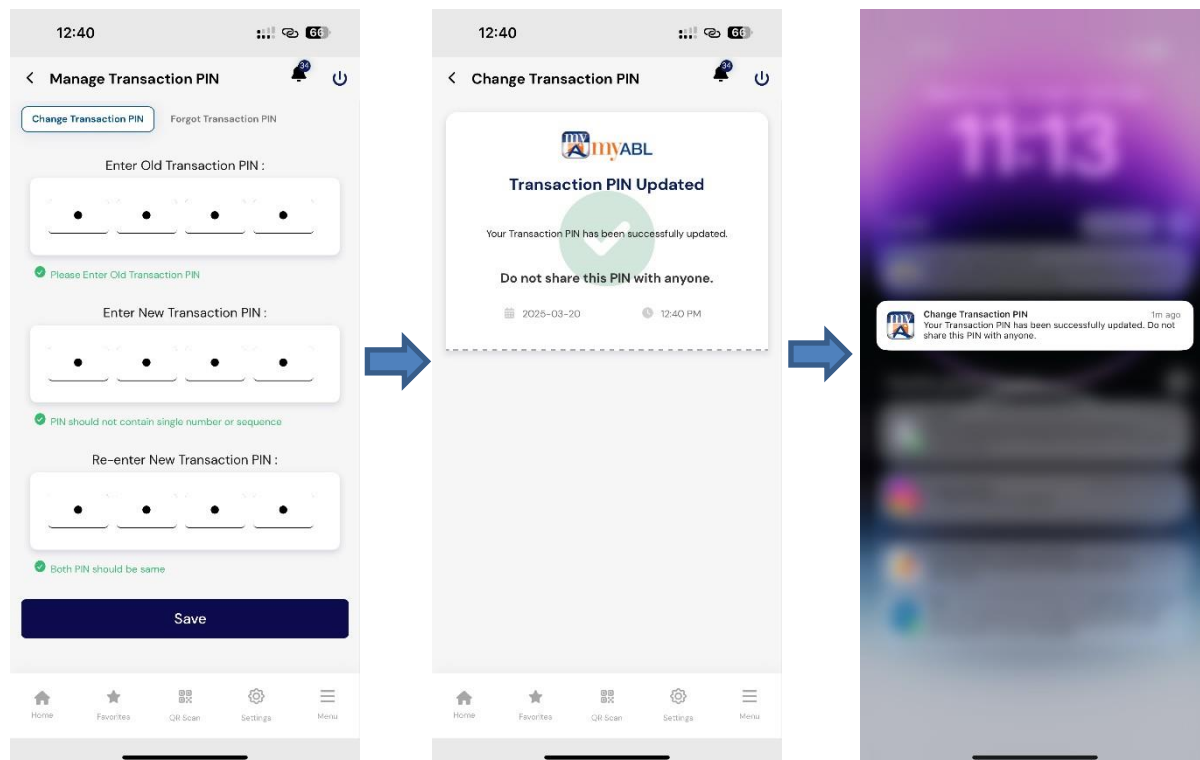 12:40
66
Manage Transaction PIN
34
Change Transaction PIN
Forgot Transaction PIN
Enter Old Transaction PIN :
Please Enter Old Transaction PIN
Enter New Transaction PIN :
PIN should not contain single number or sequence
Re-enter New Transaction PIN :
Both PIN should be same
Save
Home
Favorites
QR Scan
Settings
Menu
12:40
66
Change Transaction PIN
34
my myABL
Transaction PIN Updated
Your Transaction PIN has been successfully updated.
Do not share this PIN with anyone.
2025-03-20
12:40 PM
Home
Favorites
QR Scan
Settings
Menu
11:13
my
Change Transaction PIN
1m ago
Your Transaction PIN has been successfully updated. Do not
share this PIN with anyone.